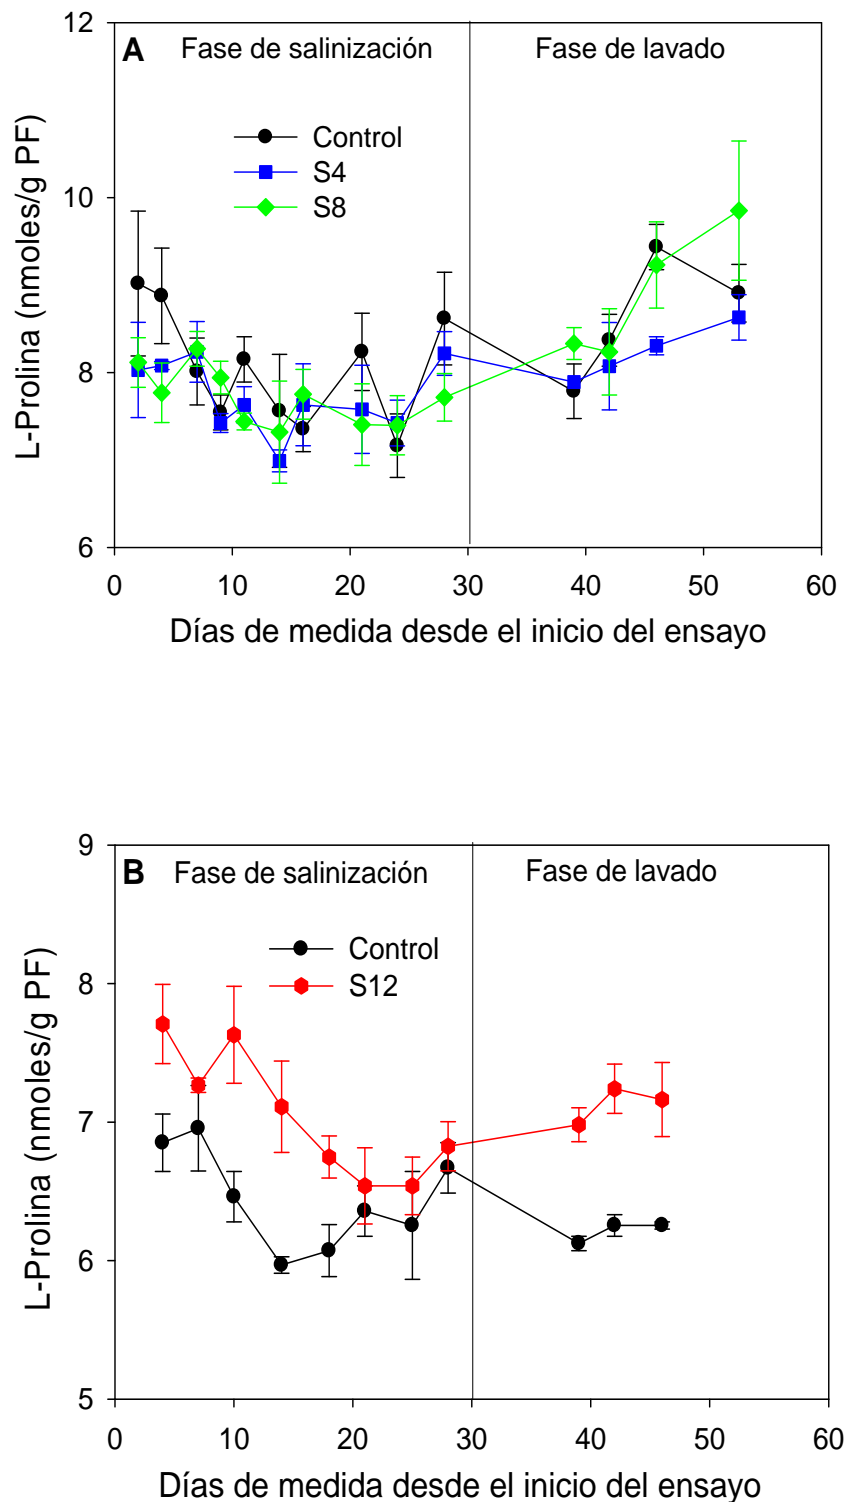 12
A Fase de salinización Fase de lavado
Control
S4
S8
10
8
6
L-Prolina (nmoles/g PF)
0 10 20 30 40 50 60
Días de medida desde el inicio del ensayo
9
B Fase de salinización Fase de lavado
Control
S12
8
7
6
5
L-Prolina (nmoles/g PF)
0 10 20 30 40 50 60
Días de medida desde el inicio del ensayo